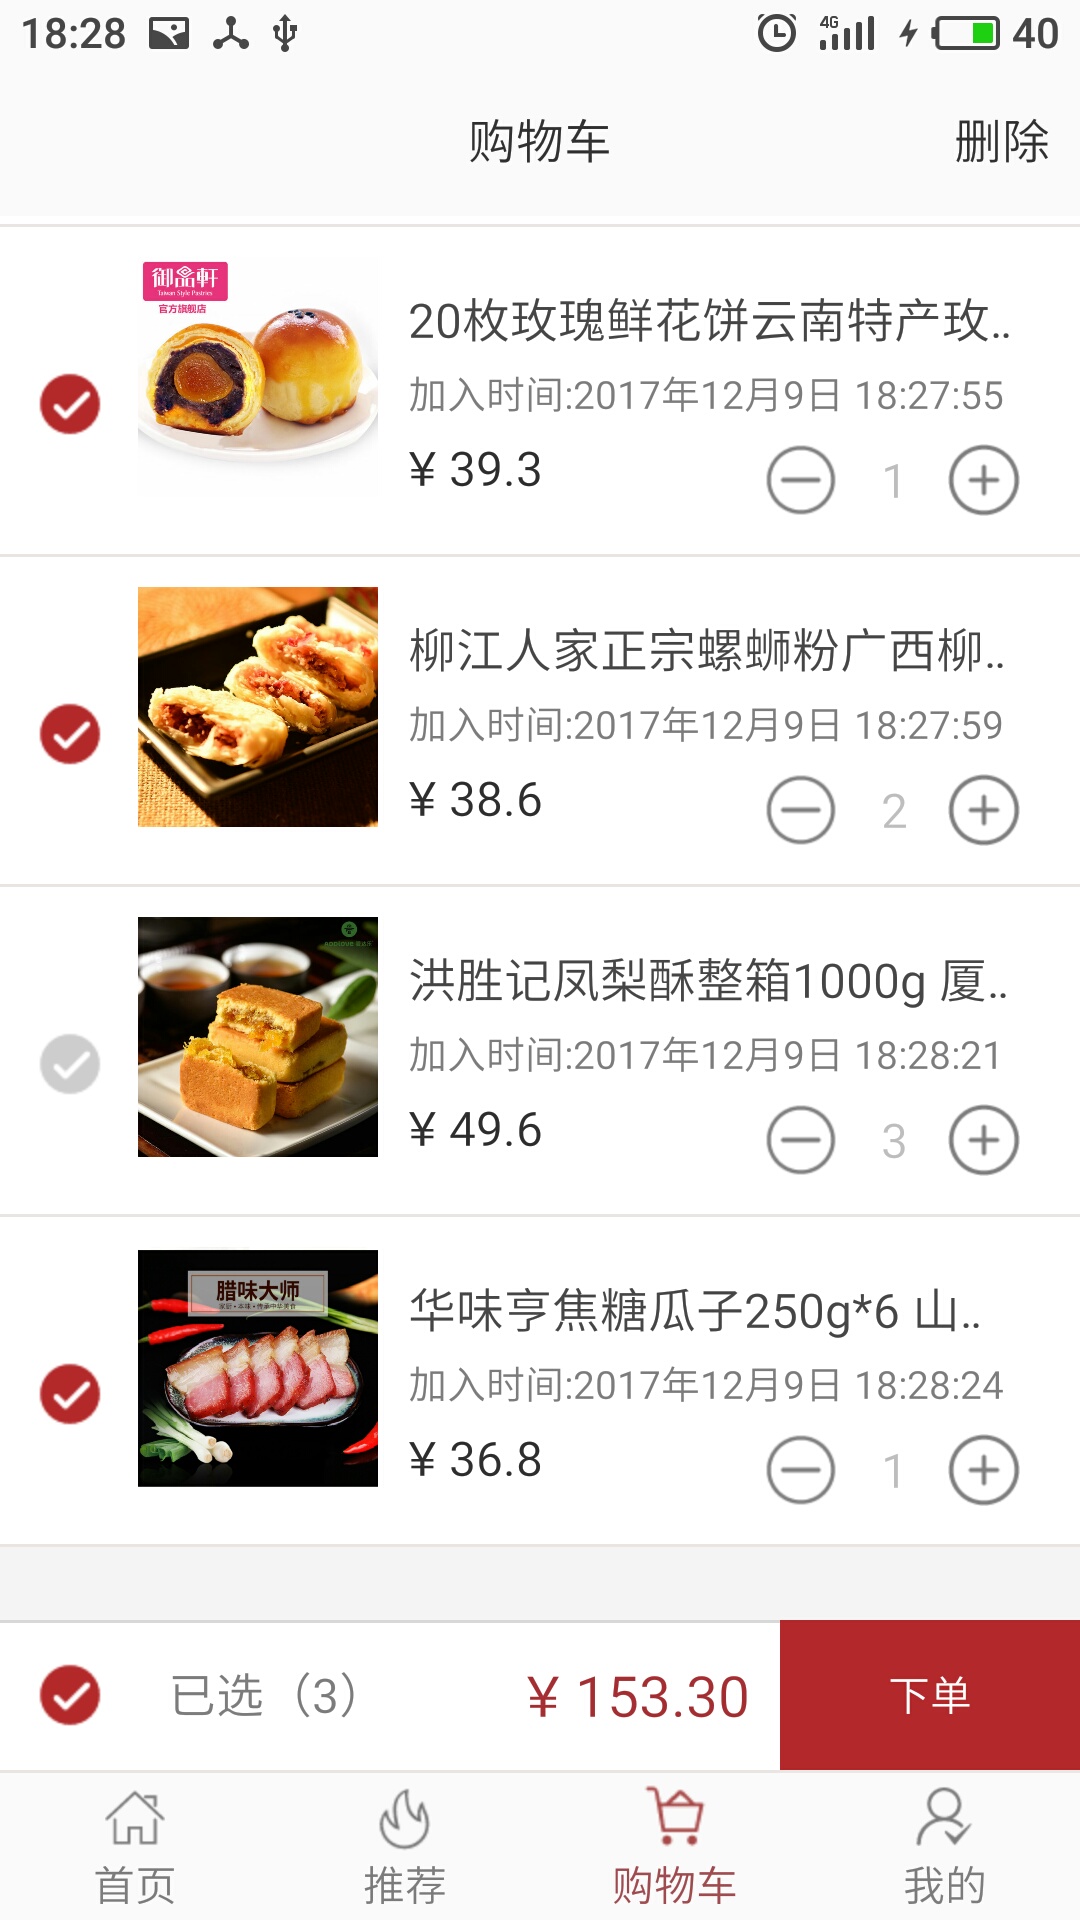 18:28
4G
40
购物车
删除
御品軒
Taiwan Style Pastries
官方旗舰店
20枚玫瑰鲜花饼云南特产玫..
加入时间:2017年12月9日 18:27:55
¥ 39.3
1
柳江人家正宗螺蛳粉广西柳..
加入时间:2017年12月9日 18:27:59
¥ 38.6
2
洪胜记凤梨酥整箱1000g 厦..
加入时间:2017年12月9日 18:28:21
¥ 49.6
3
腊味大师
华味亨焦糖瓜子250g*6 山..
加入时间:2017年12月9日 18:28:24
¥ 36.8
1
已选（3）
¥ 153.30
下单
首页
推荐
购物车
我的